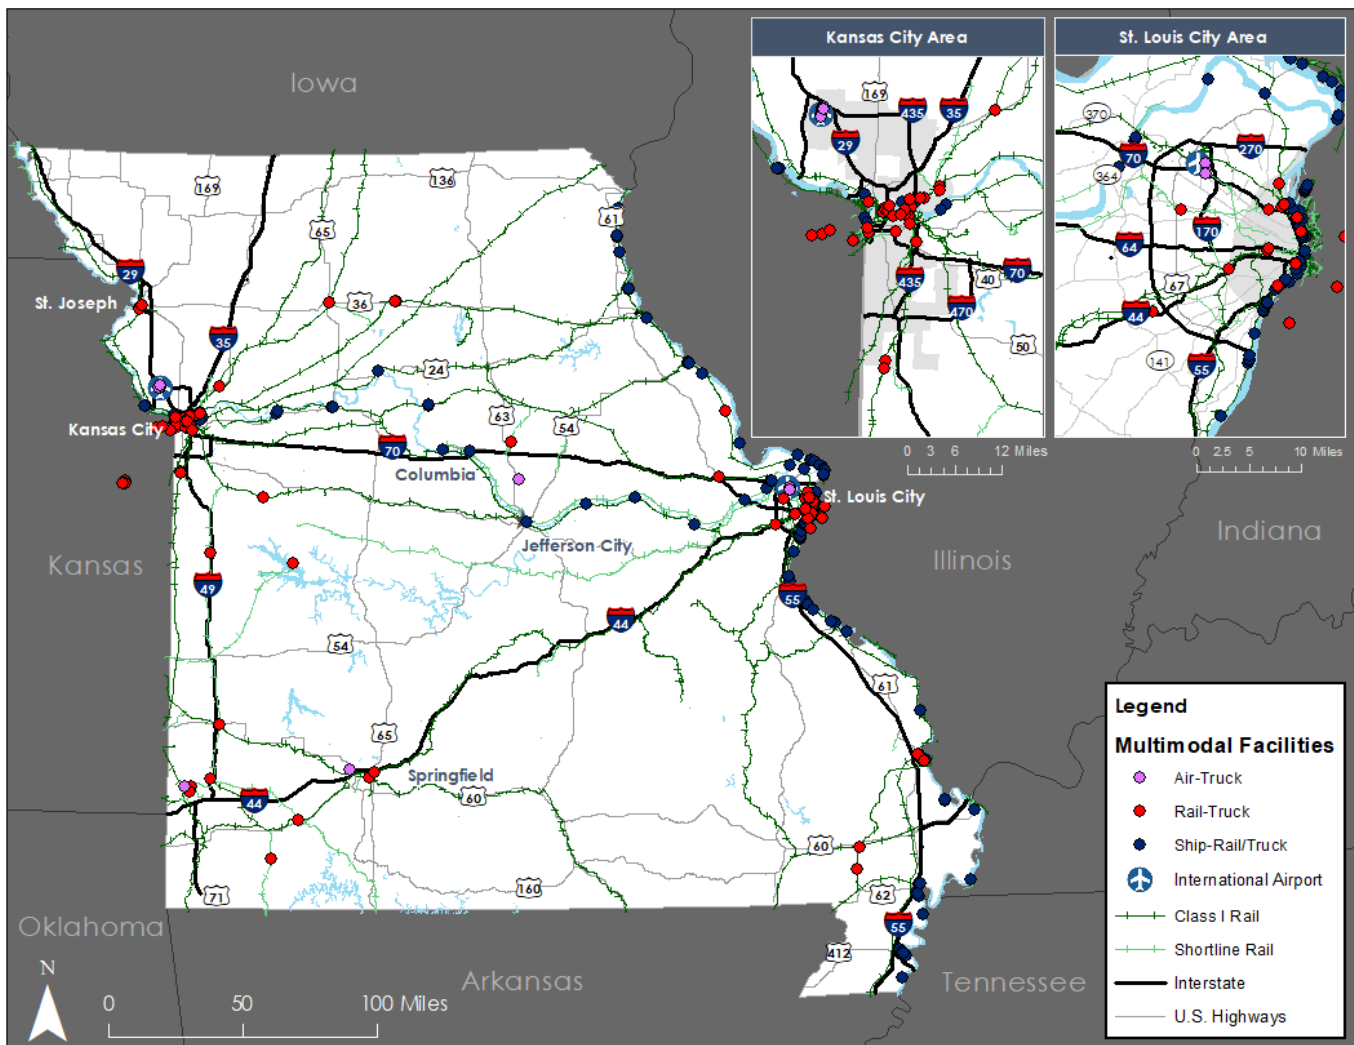 Iowa
Kansas City Area
St. Louis City Area
169
435
35
29
70
40
435
470
50
370
70
270
364
170
64
67
44
141
55
0 3 6 12 Miles
0 2.5 5 10 Miles
169
136
61
65
29
St. Joseph
36
35
24
63
54
Kansas City
70
Columbia
St. Louis City
Jefferson City
Kansas
Illinois
Indiana
49
55
44
54
61
65
Springfield
44
60
60
160
62
71
55
412
Oklahoma
Arkansas
Tennessee
N
0 50 100 Miles
Legend
Multimodal Facilities
Air-Truck
Rail-Truck
Ship-Rail/Truck
International Airport
Class I Rail
Shortline Rail
Interstate
U.S. Highways